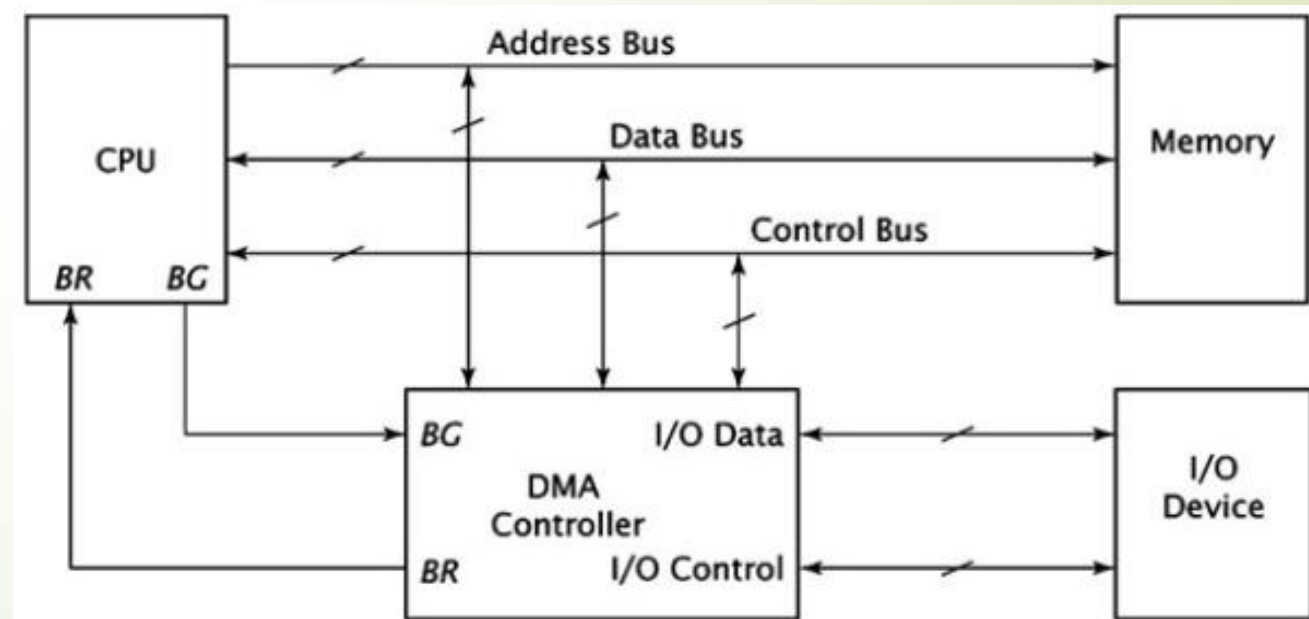 Address Bus
Data Bus
CPU
Memory
Control Bus
BR BG
BG I/O Data
DMA
Controller
I/O
Device
BR I/O Control